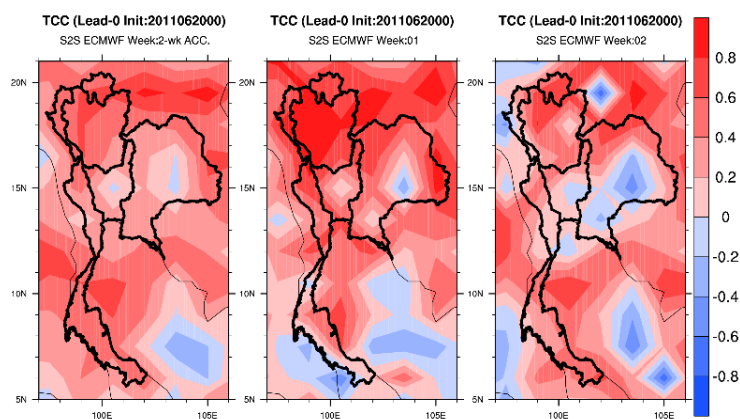 TCC (Lead-0 Init:2011062000)
S2S ECMWF Week:2-wk ACC.
20N
15N
10N
5N
100E
105E
TCC (Lead-0 Init:2011062000)
S2S ECMWF Week:01
20N
15N
10N
5N
100E
105E
TCC (Lead-0 Init:2011062000)
S2S ECMWF Week:02
20N
15N
10N
5N
100E
105E
0.8
0.6
0.4
0.2
0
-0.2
-0.4
-0.6
-0.8